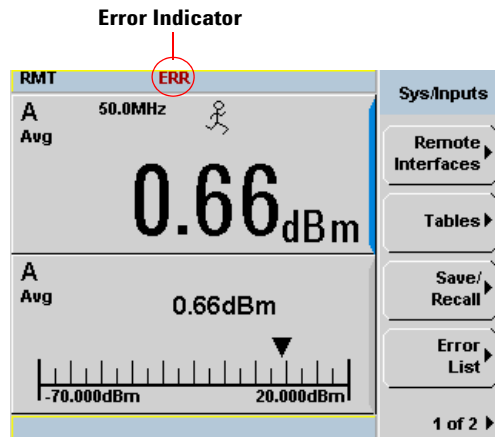 Error Indicator
RMT ERR
Sys/Inputs
A 50.0MHz
Avg
0.66dBm
Remote
Interfaces
Tables
Save/
Recall
Error
List
1 of 2
A
Avg
0.66dBm
-70.000dBm 20.000dBm